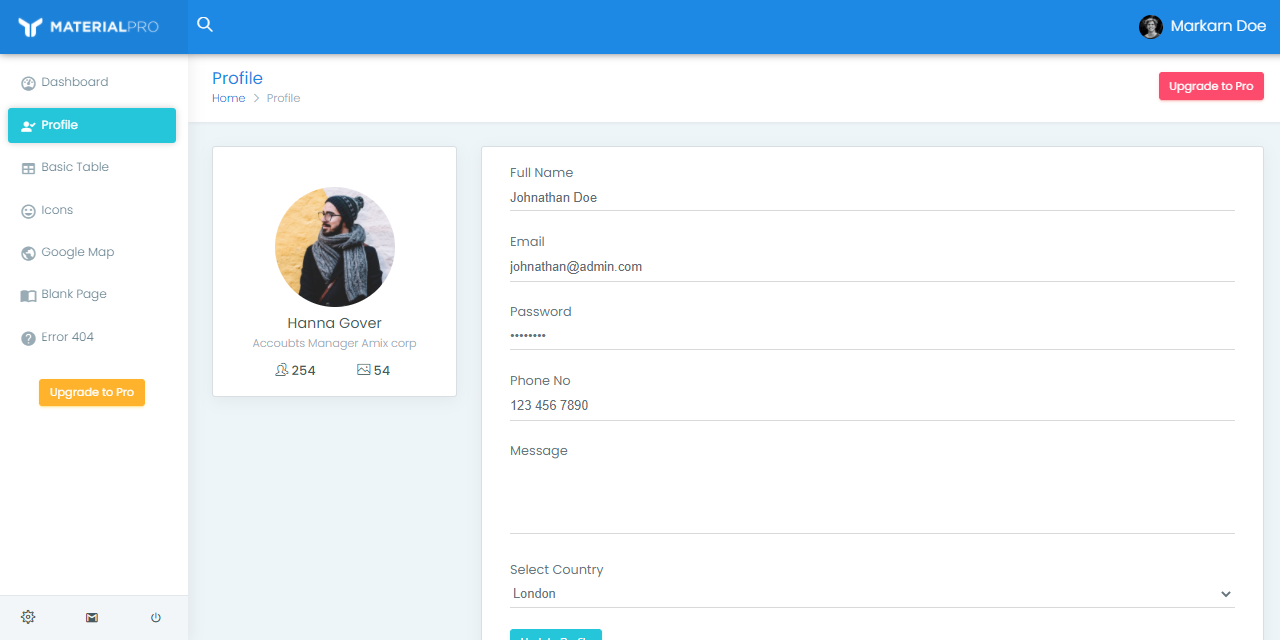 MATERIALPRO
Markarn Doe
Dashboard
Profile
Basic Table
Icons
Google Map
Blank Page
Error 404
Upgrade to Pro
Profile
Home > Profile
Upgrade to Pro
Hanna Gover
Accoubts Manager Amix corp
254 54
Full Name
Johnathan Doe
Email
johnathan@admin.com
Password
••••••••
Phone No
123 456 7890
Message
Select Country
London